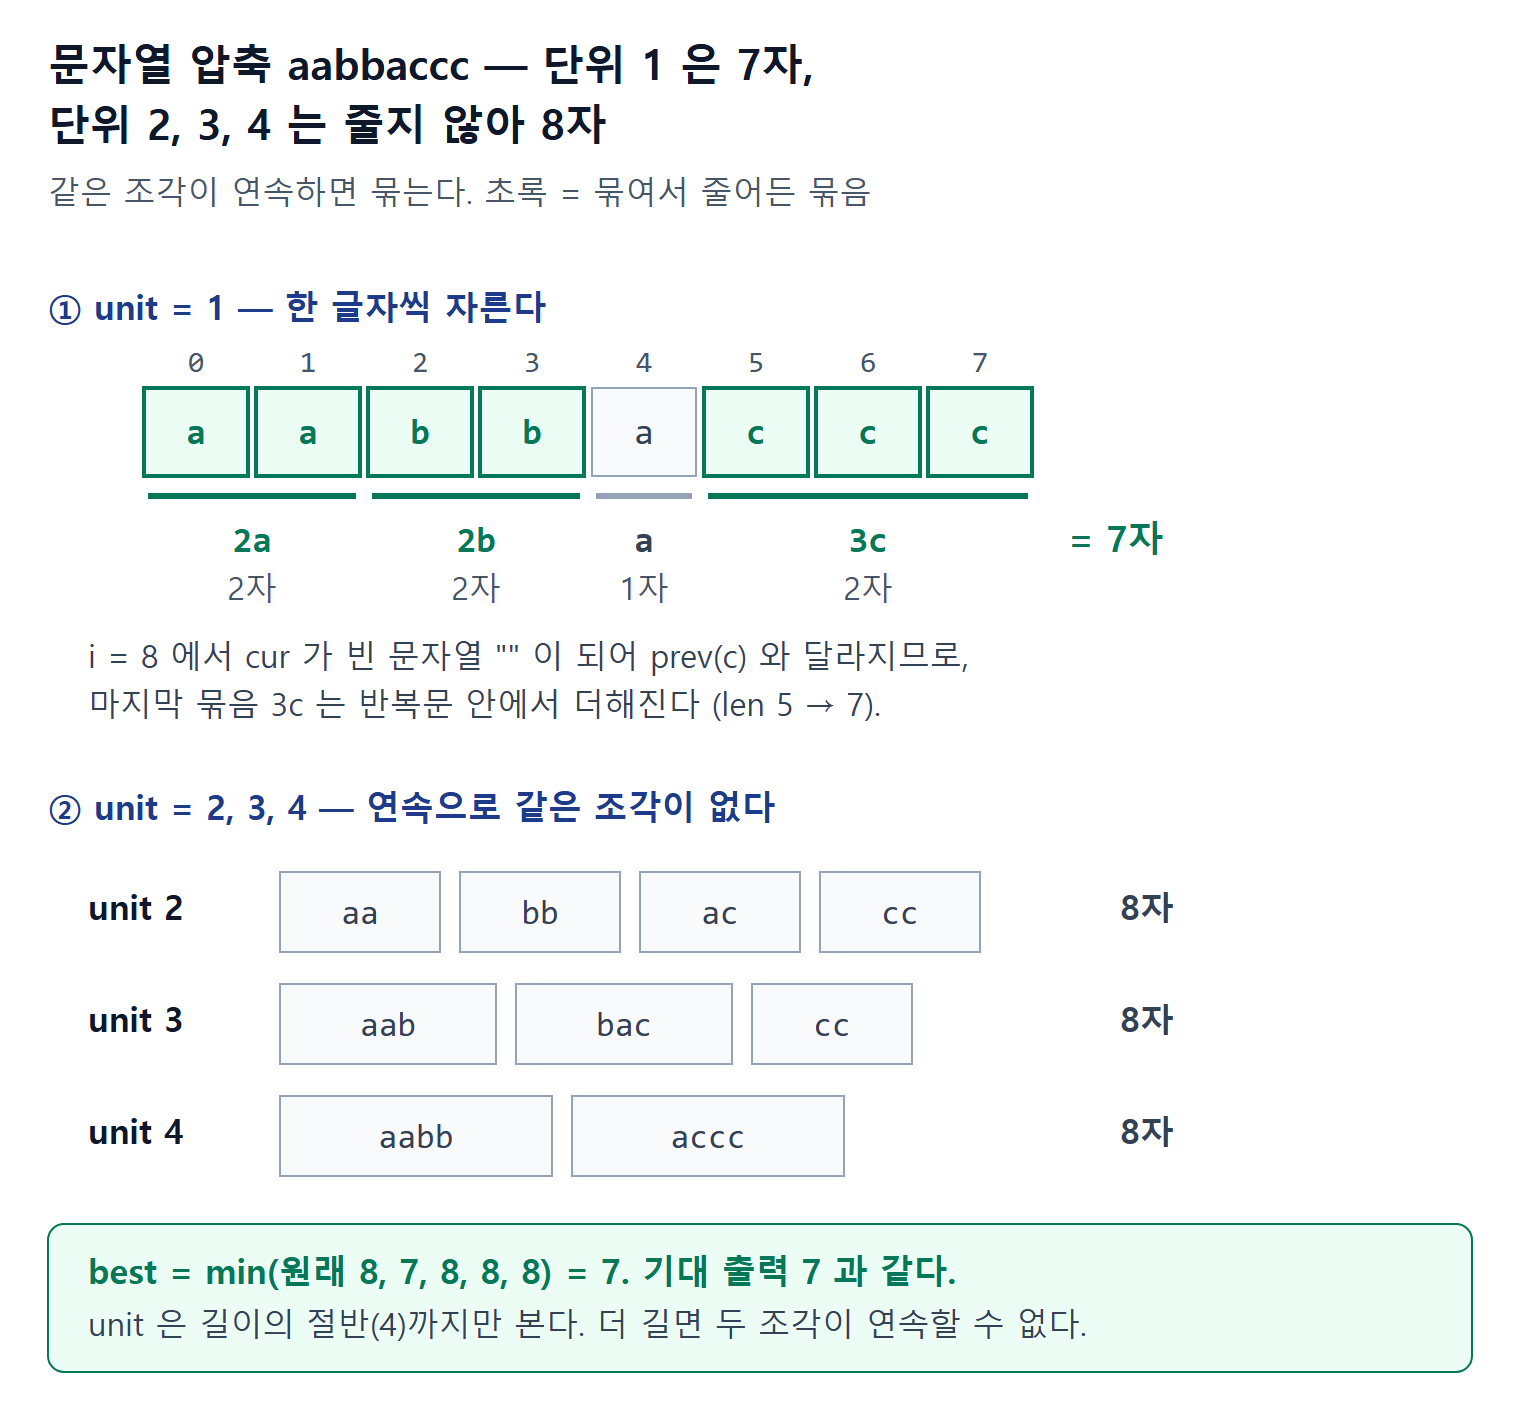 문자열 압축 aabbaccc — 단위 1 은 7자,
단위 2, 3, 4 는 줄지 않아 8자
같은 조각이 연속하면 묶는다. 초록 = 묶여서 줄어든 묶음
① unit = 1 — 한 글자씩 자른다
0 1 2 3 4 5 6 7
a a b b a c c c
2a 2b a 3c = 7자
2자 2자 1자 2자
i = 8 에서 cur 가 빈 문자열 "" 이 되어 prev(c) 와 달라지므로,
마지막 묶음 3c 는 반복문 안에서 더해진다 (len 5 → 7).
② unit = 2, 3, 4 — 연속으로 같은 조각이 없다
unit 2 aa bb ac cc 8자
unit 3 aab bac cc 8자
unit 4 aabb accc 8자
best = min(원래 8, 7, 8, 8, 8) = 7. 기대 출력 7 과 같다.
unit 은 길이의 절반(4)까지만 본다. 더 길면 두 조각이 연속할 수 없다.